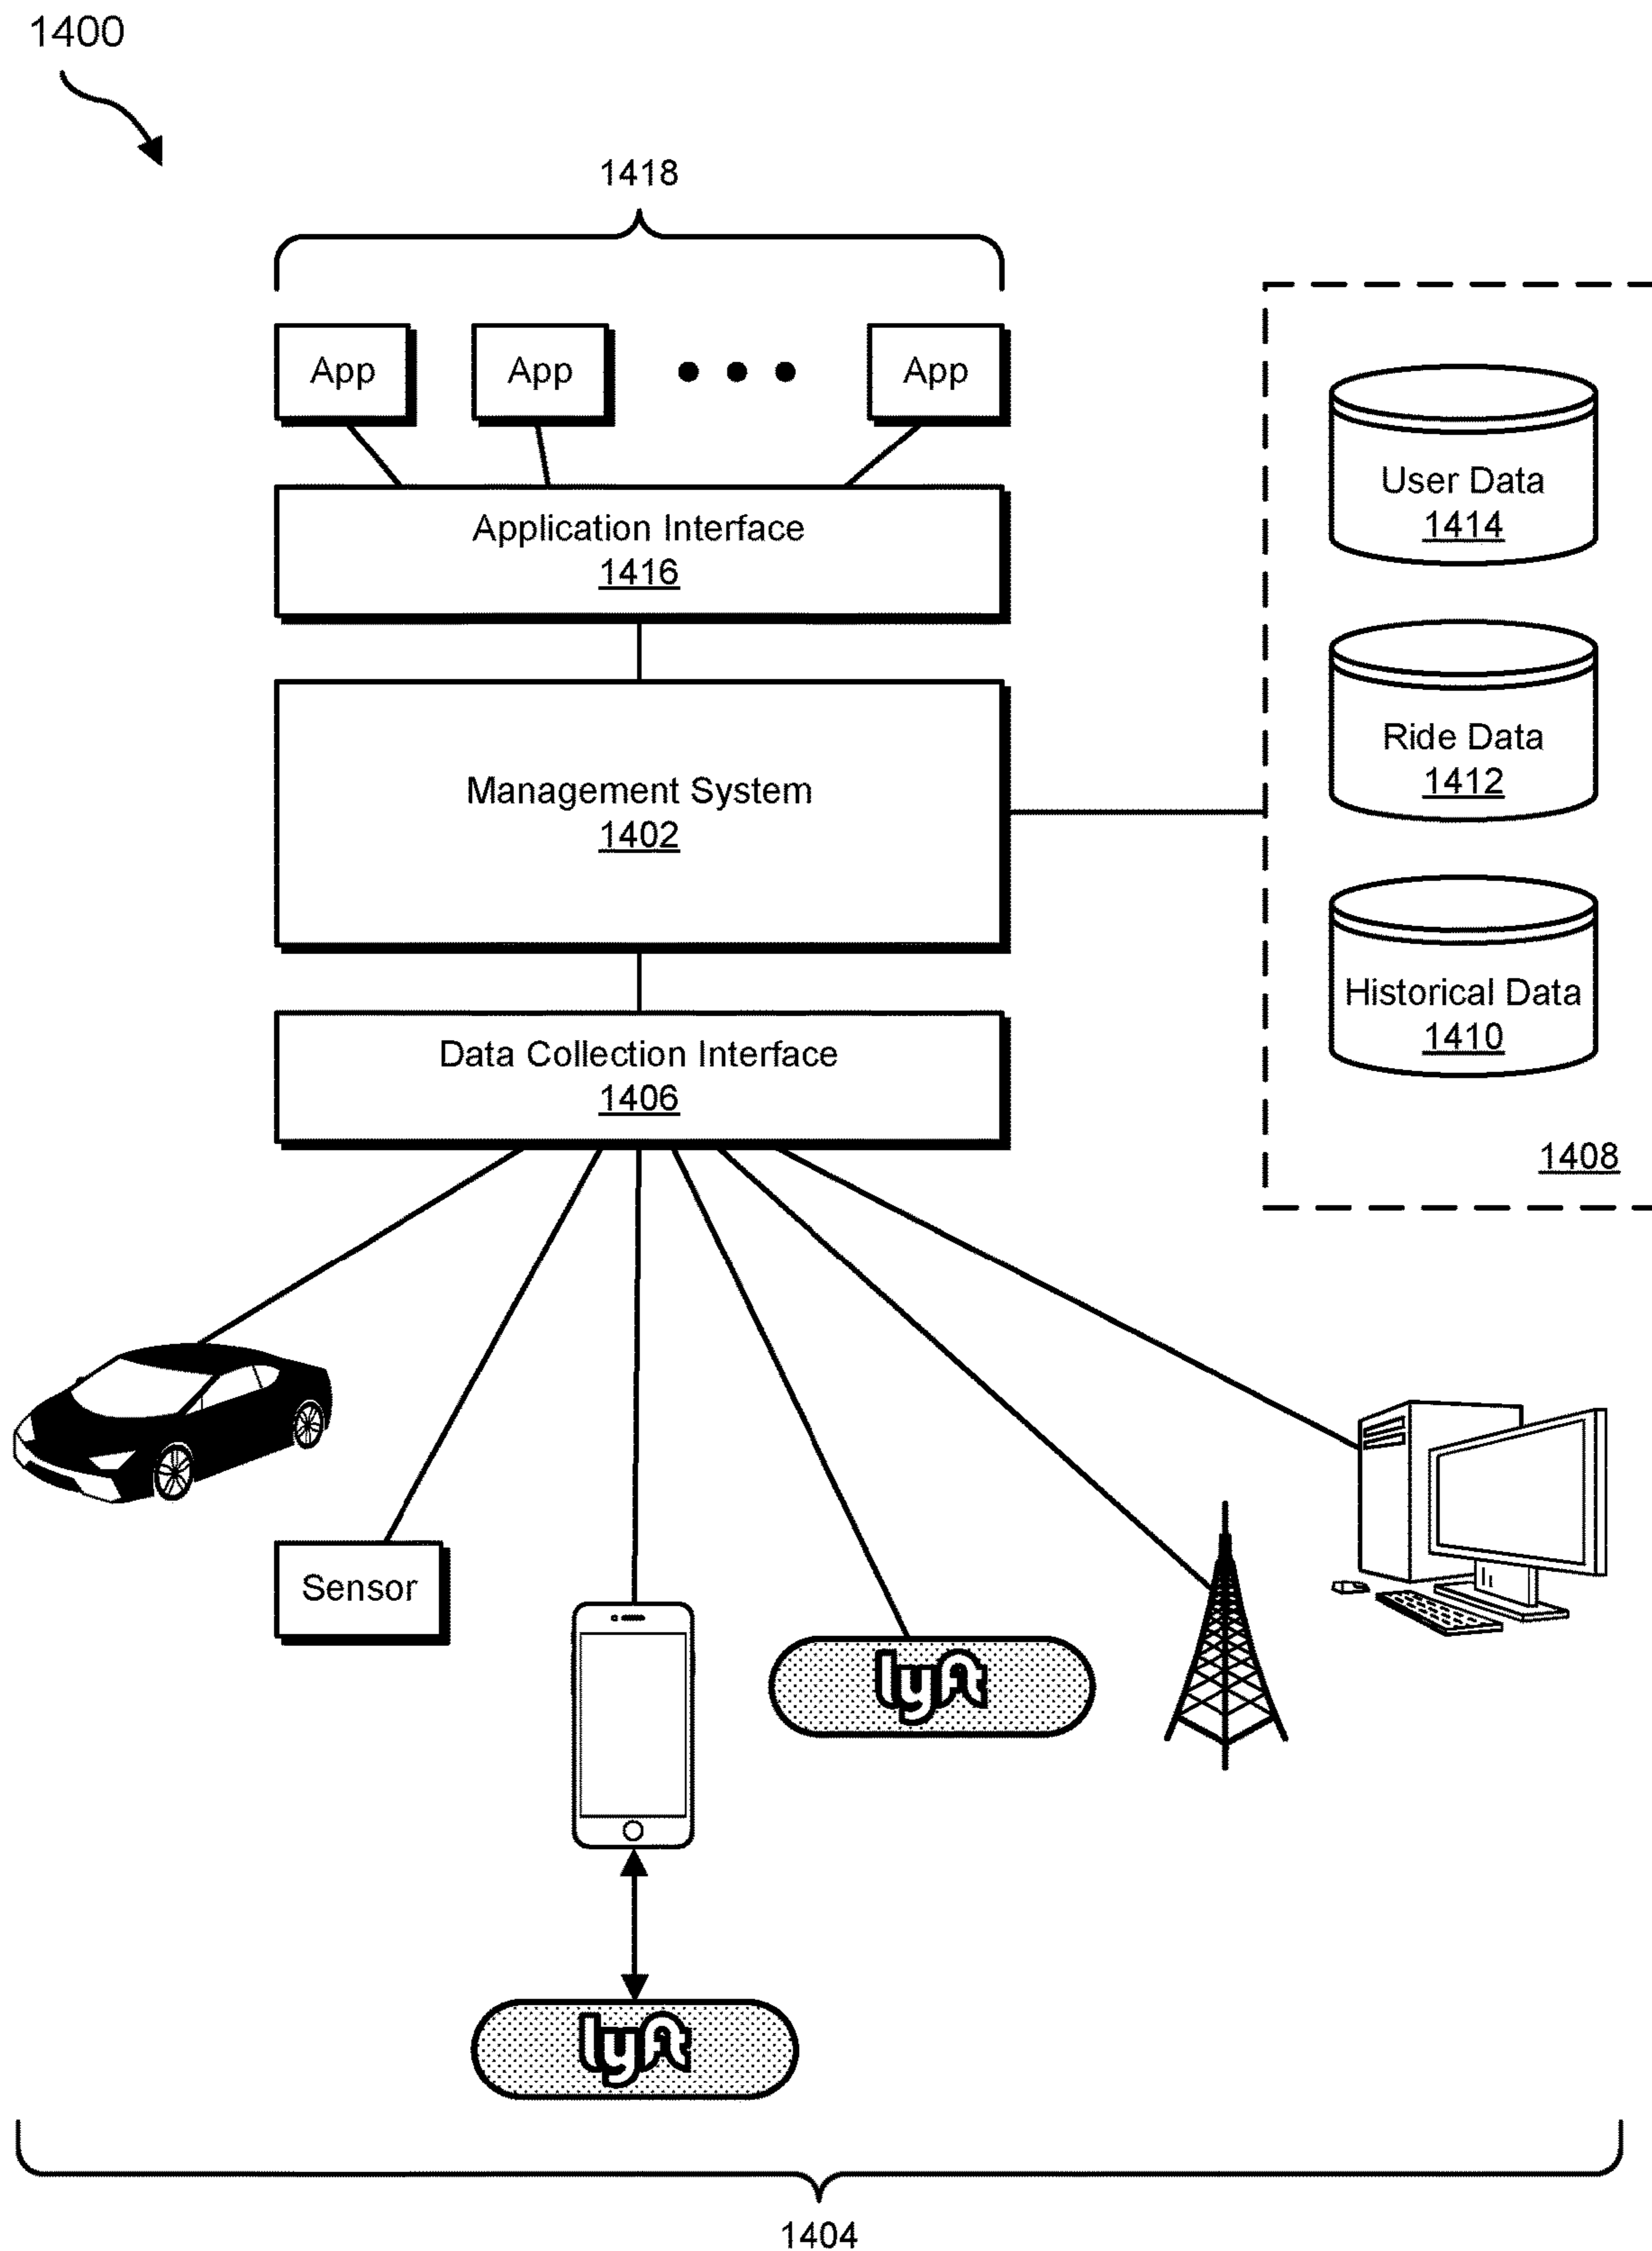 1400
1418
App
App
App
Application Interface
1416
Management System
1402
Data Collection Interface
1406
User Data
1414
Ride Data
1412
Historical Data
1410
1408
Sensor
lyft
lyft
1404